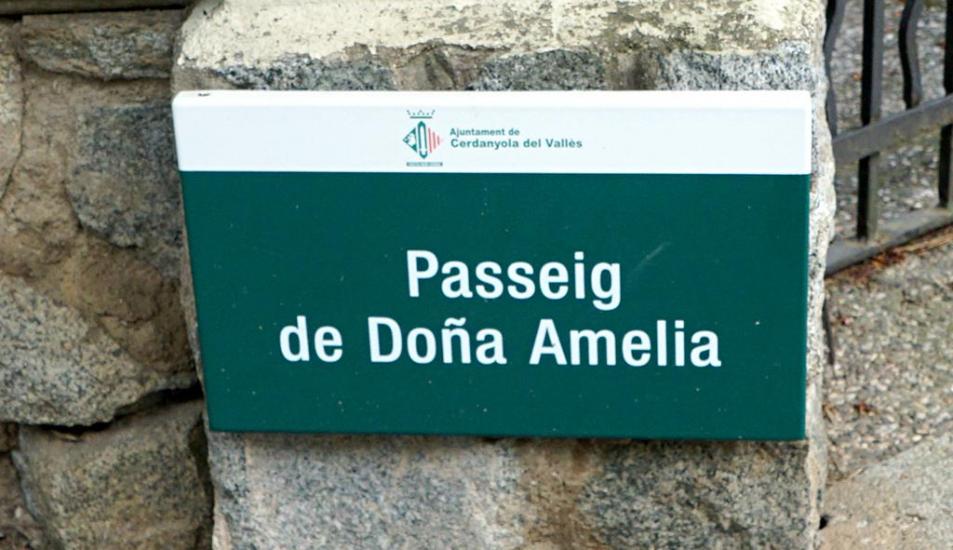 Ajuntament de
Cerdanyola del Vallès
Passeig
de Doña Amelia